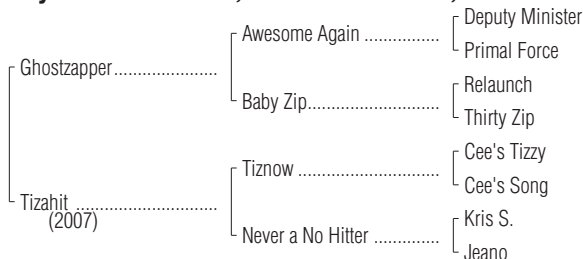 Deputy Minister
Awesome Again ................
Primal Force
Ghostzapper......................
Relaunch
Baby Zip............................
Thirty Zip
Cee's Tizzy
Tiznow ..............................
Cee's Song
Tizahit ..............................
(2007)
Kris S.
Never a No Hitter ..............
Jeano